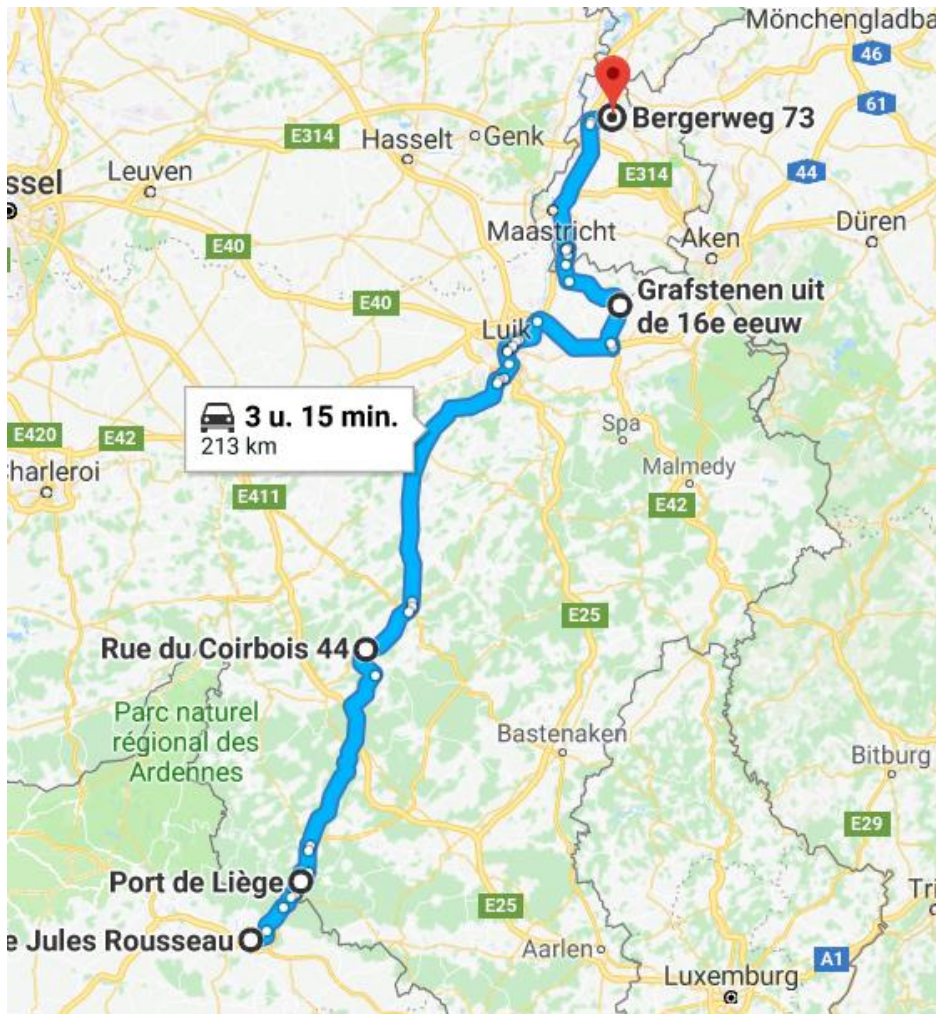 Mönchengladba
46
Bergerweg 73
61
E314
Hasselt
Genk
Leuven
ssel
E314
44
Maastricht
Düren
Aken
E40
Grafstenen uit
de 16e eeuw
E40
Luik
3 u. 15 min.
213 km
E420
E42
Spa
harleroi
Malmedy
E411
E42
E25
Rue du Coirbois 44
Parc naturel
régional des
Ardennes
Bastenaken
Bitburg
E29
Port de Liège
Tri
E25
e Jules Rousseau
Aarlen
A1
Luxemburg